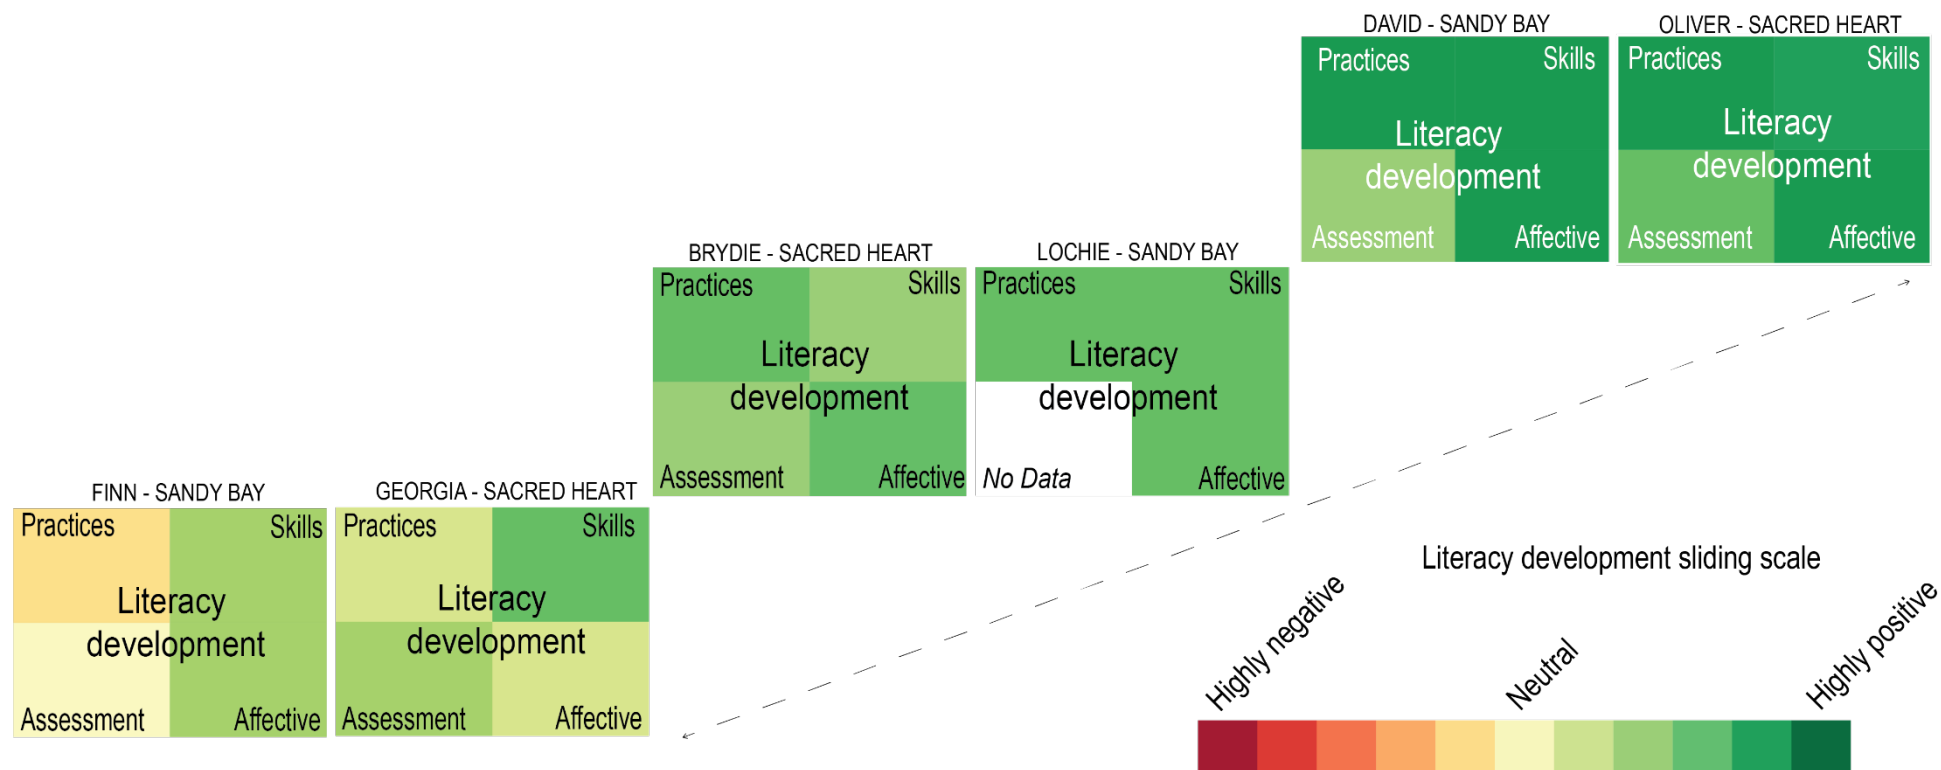 DAVID - SANDY BAY
Practices
Skills
Literacy
development
Assessment
Affective
OLIVER - SACRED HEART
Practices
Skills
Literacy
development
Assessment
Affective
BRYDIE - SACRED HEART
Practices
Skills
Literacy
development
Assessment
Affective
LOCHIE - SANDY BAY
Practices
Skills
Literacy
development
No Data
Affective
FINN - SANDY BAY
Practices
Skills
Literacy
development
Assessment
Affective
GEORGIA - SACRED HEART
Practices
Skills
Literacy
development
Assessment
Affective
Literacy development sliding scale
Highly negative
Neutral
Highly positive